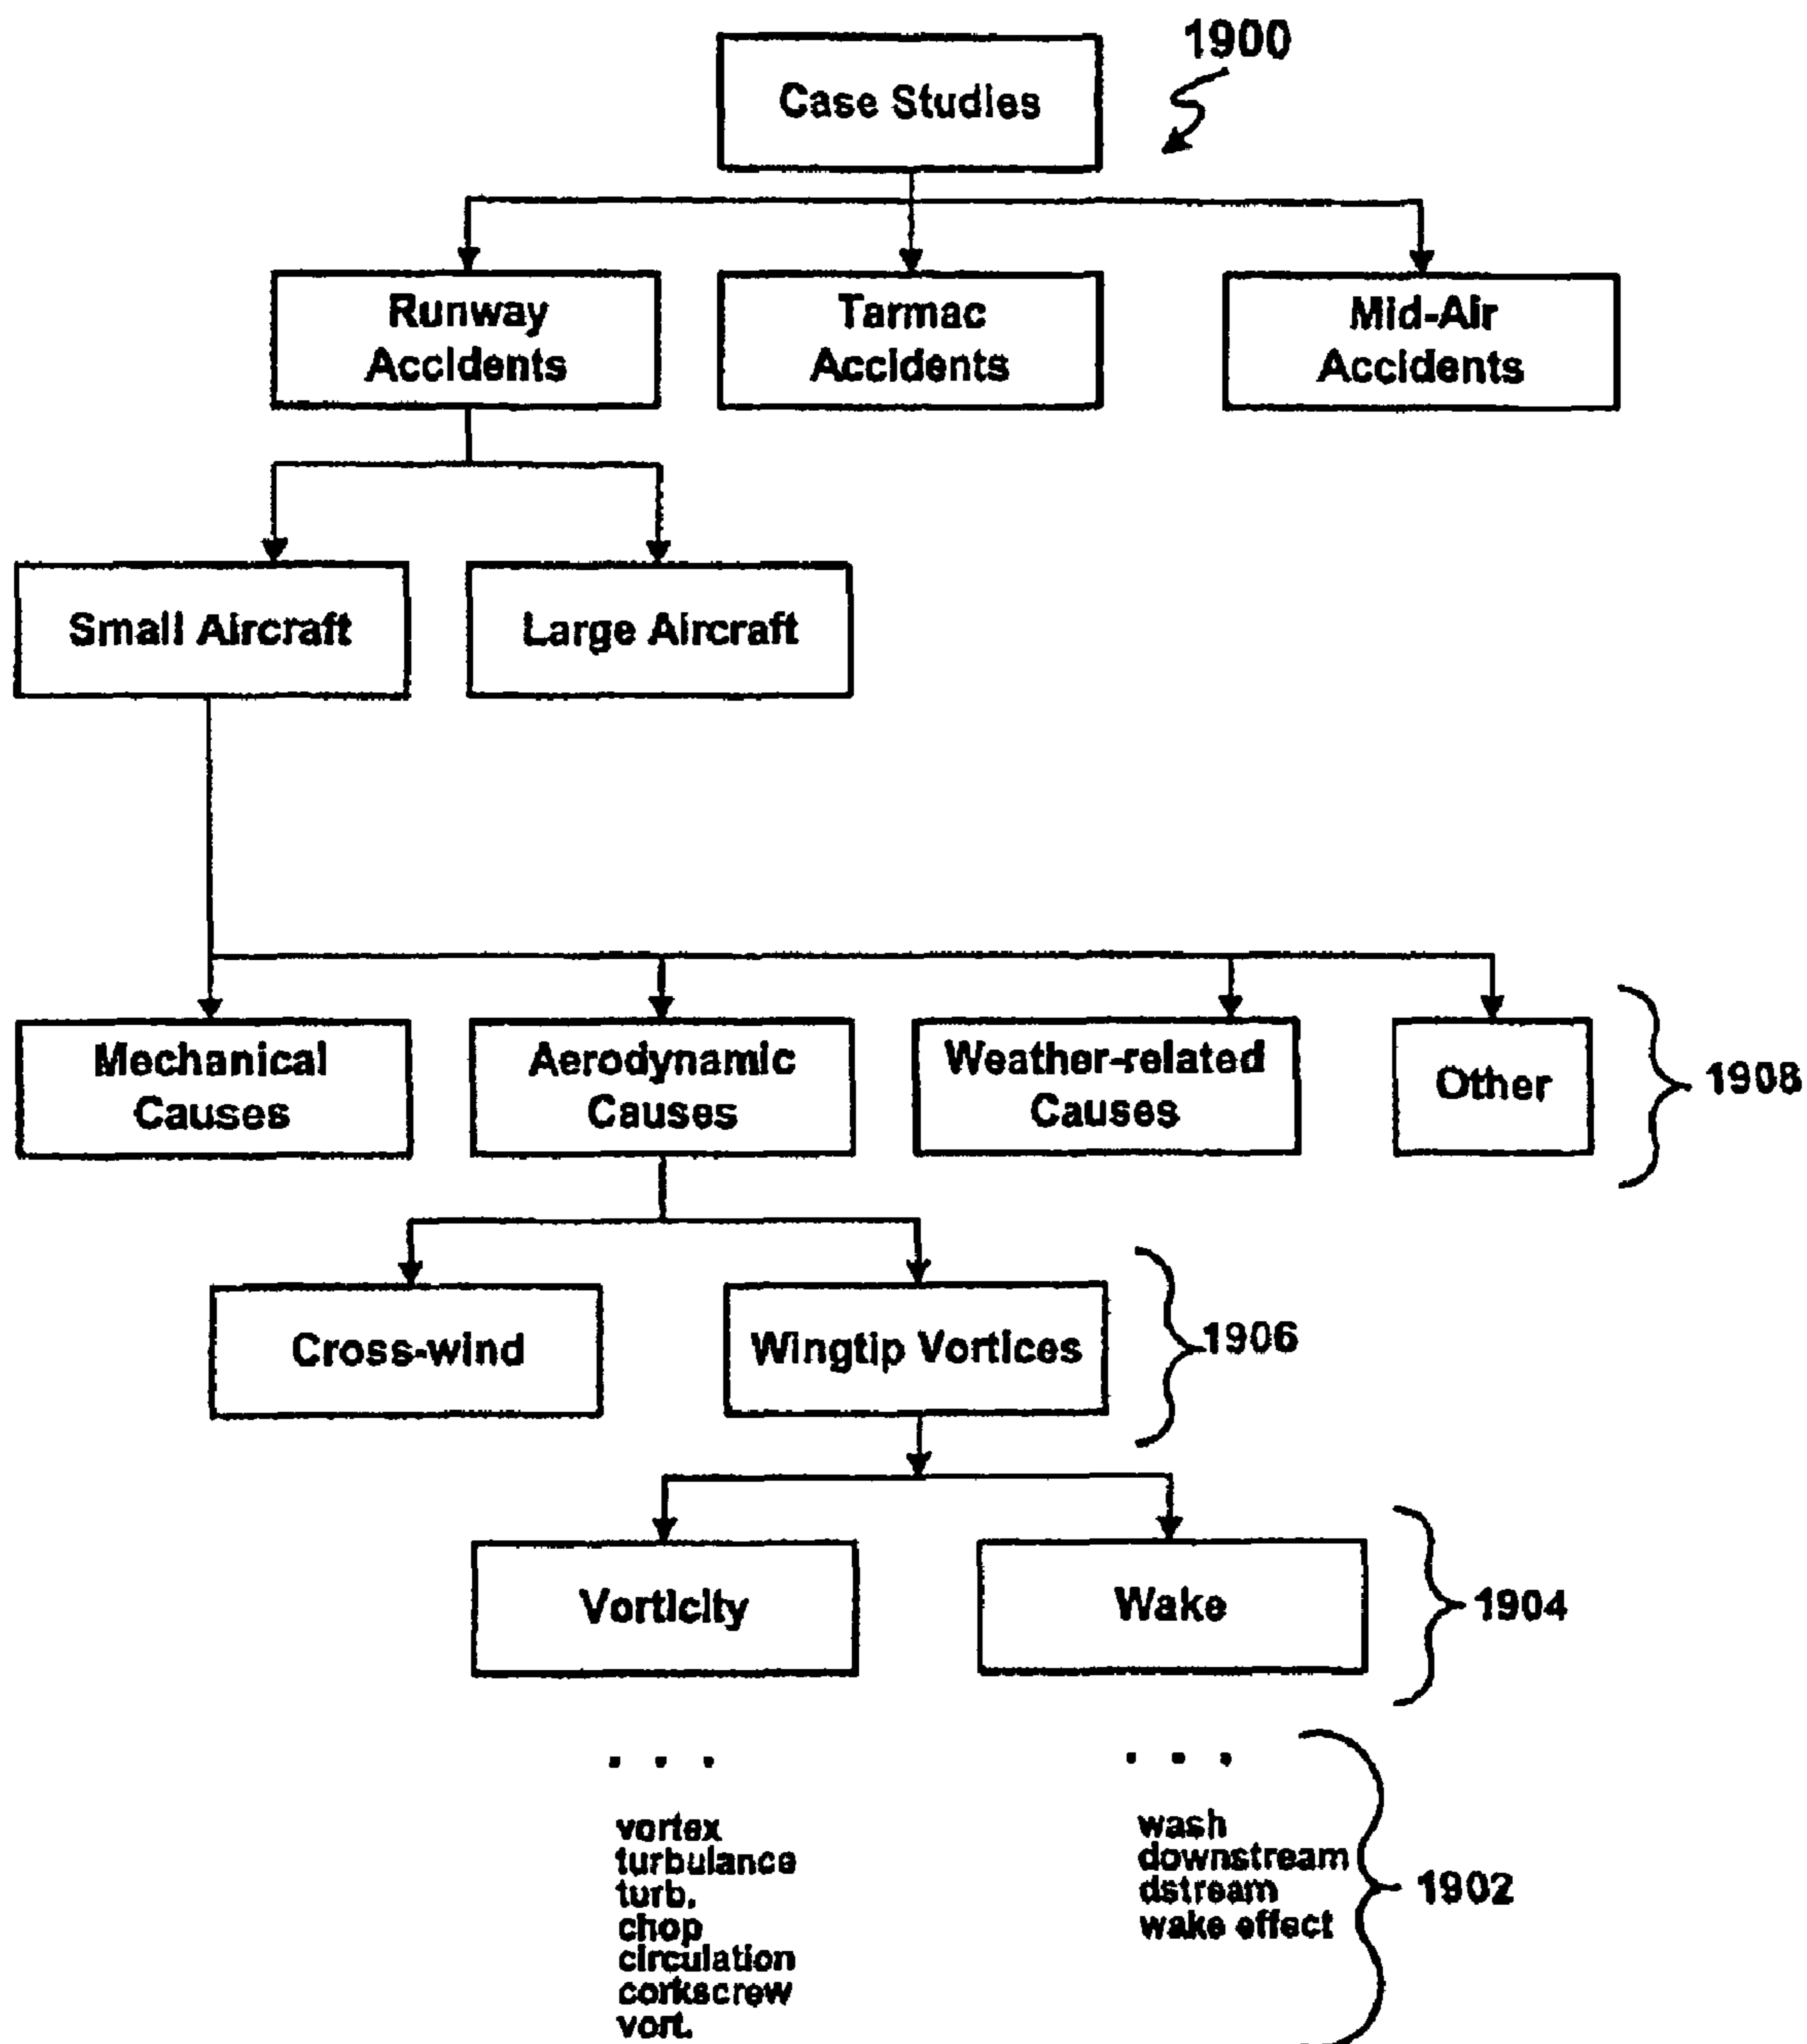 1900
Case Studies
Runway
Accidents
Tarmac
Accidents
Mid-Air
Accidents
Small Aircraft
Large Aircraft
Mechanical
Causes
Aerodynamic
Causes
Weather-related
Causes
Other
1908
Cross-wind
Wingtip Vortices
1906
Vorticity
Wake
1904
. . .
vortex
turbulance
turb.
chop
circulation
corkscrew
vort.
. . .
wash
downstream
dstream
wake effect
1902